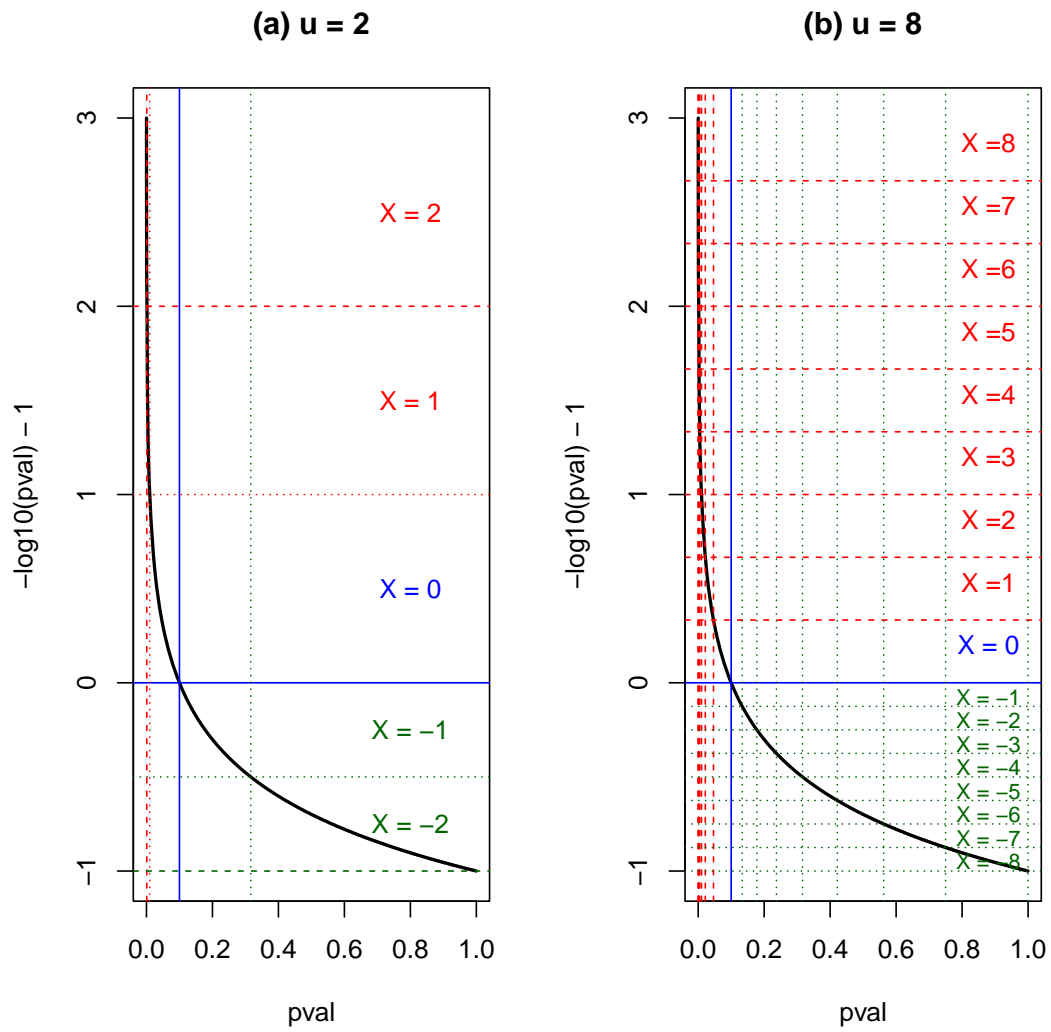 (a) u = 2
3
2
1
0
−1
−log10(pval) − 1
X = 2
X = 1
X = 0
X = −1
X = −2
0.0 0.2 0.4 0.6 0.8 1.0
pval
(b) u = 8
3
2
1
0
−1
−log10(pval) − 1
X =8
X =7
X =6
X =5
X =4
X =3
X =2
X =1
X = 0
X = −1
X = −2
X = −3
X = −4
X = −5
X = −6
X = −7
X = −8
0.0 0.2 0.4 0.6 0.8 1.0
pval